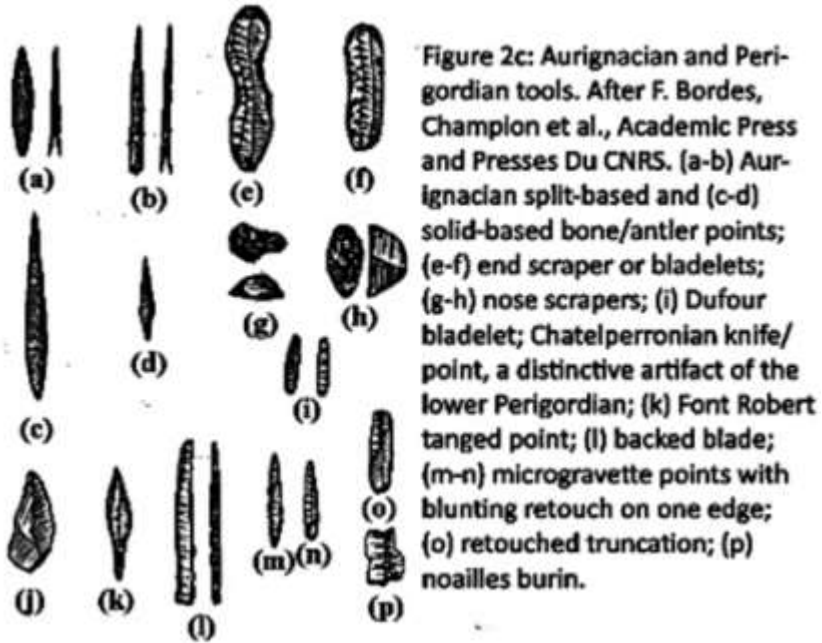 (a)
(b)
(e)
(f)
(c)
(d)
(g)
(h)
(i)
(j)
(k)
(l)
(m)
(n)
(o)
(p)
Figure 2c: Aurignacian and Peri-
gordian tools. After F. Bordes,
Champion et al., Academic Press
and Presses Du CNRS. (a-b) Aur-
ignacian split-based and (c-d)
solid-based bone/antler points;
(e-f) end scraper or bladelets;
(g-h) nose scrapers; (i) Dufour
bladelet; Chatelperronian knife/
point, a distinctive artifact of the
lower Perigordian; (k) Font Robert
tanged point; (l) backed blade;
(m-n) microgravette points with
blunting retouch on one edge;
(o) retouched truncation; (p)
noailles burin.